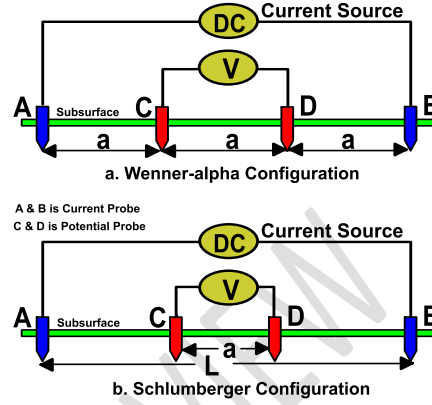 DC Current Source
V
A Subsurface C D B
a a a
a. Wenner-alpha Configuration
A & B is Current Probe
C & D is Potential Probe
DC Current Source
V
A Subsurface C D B
a
L
b. Schlumberger Configuration